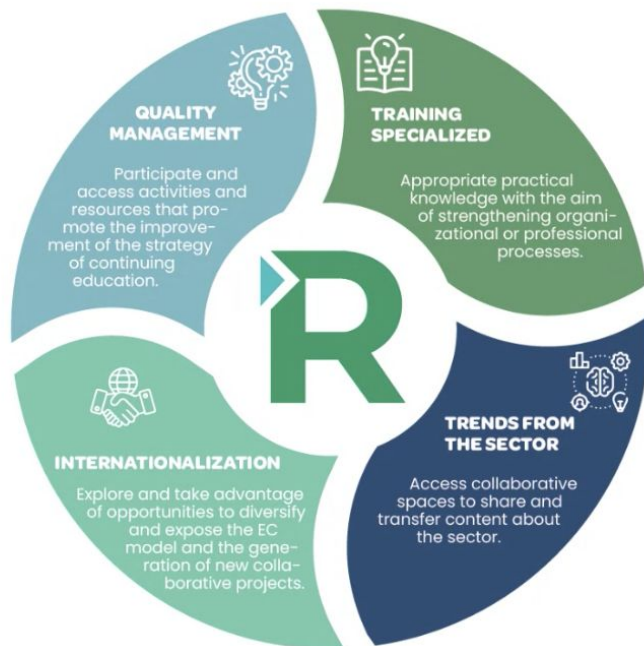 QUALITY
MANAGEMENT
Participate and
access activities and
resources that pro-
mote the improve-
ment of the strategy
of continuing
education.
TRAINING
SPECIALIZED
Appropriate practical
knowledge with the aim
of strengthening organi-
zational or professional
processes.
R
INTERNATIONALIZATION
Explore and take advantage
of opportunities to diversify
and expose the EC
model and the gene-
ration of new colla-
borative projects.
TRENDS FROM
THE SECTOR
Access collaborative
spaces to share and
transfer content about
the sector.